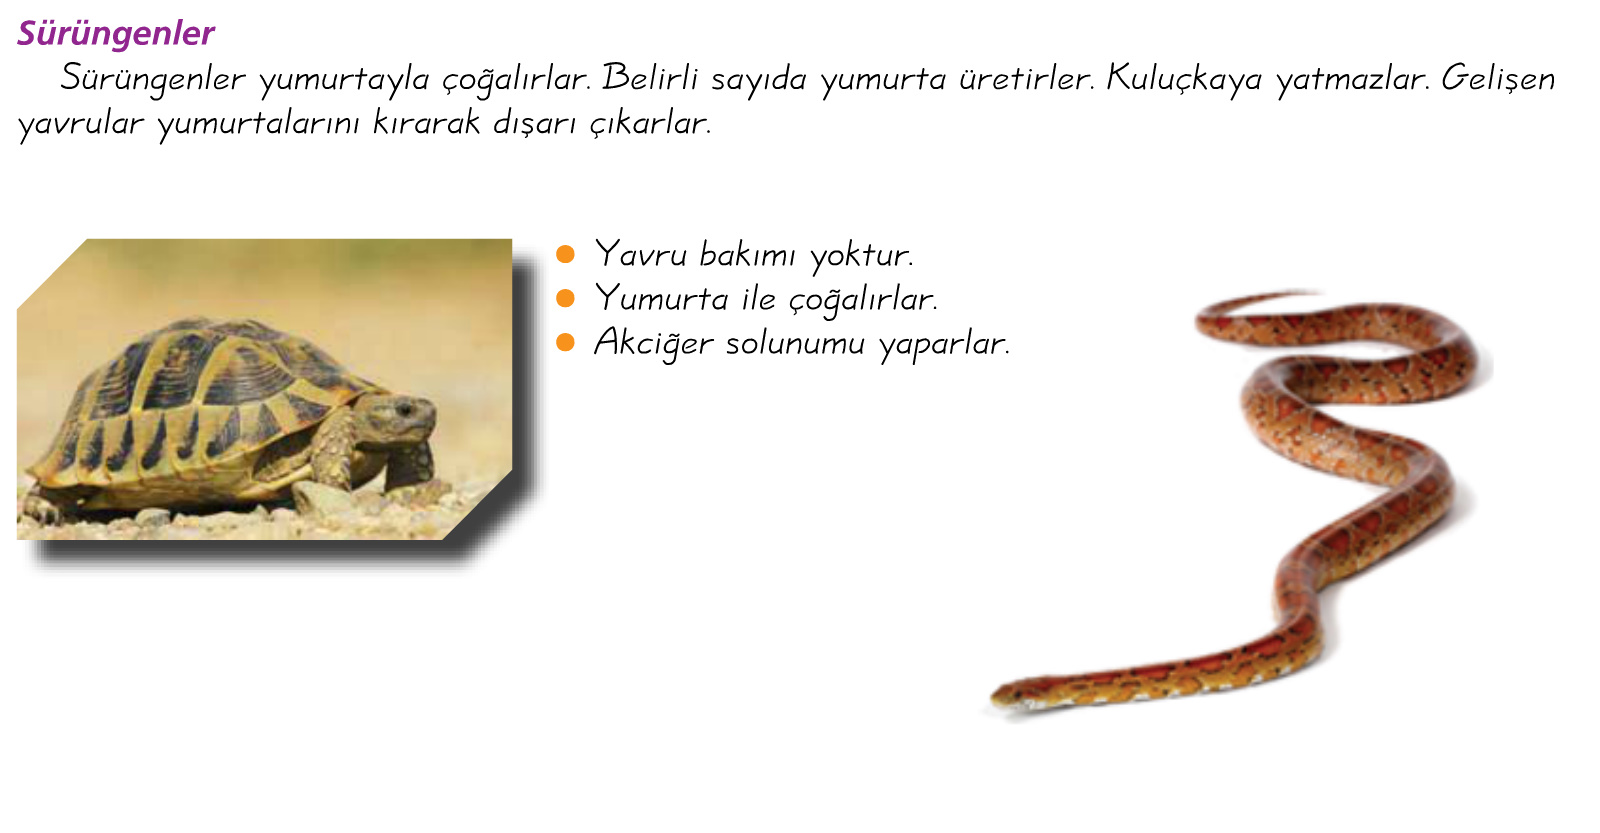 Sürüngenler
Sürüngenler yumurtayla çoğalırlar. Belirli sayıda yumurta üretirler. Kuluçkaya yatmazlar. Gelişen
yavrular yumurtalarını kırarak dışarı çıkarlar.
● Yavru bakımı yoktur.
● Yumurta ile çoğalırlar.
● Akciğer solunumu yaparlar.